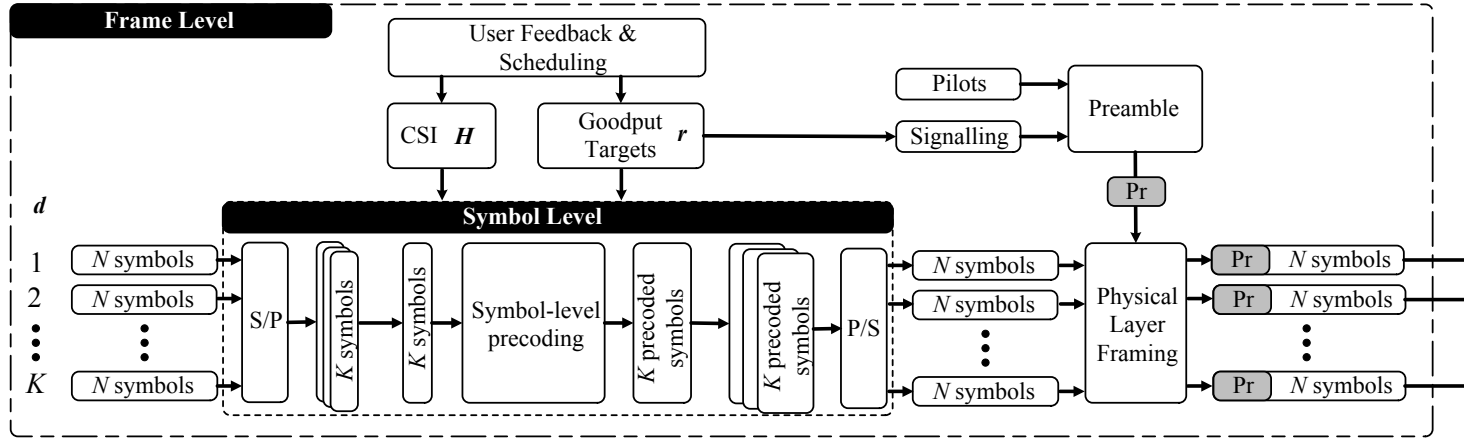 Frame Level
User Feedback &
Scheduling
CSI H
Goodput
Targets r
Pilots
Signalling
Preamble
Pr
d
Symbol Level
1
2
K
N symbols
N symbols
N symbols
S/P
K symbols
K symbols
Symbol-level
precoding
K precoded
symbols
K precoded
symbols
P/S
N symbols
N symbols
N symbols
Physical
Layer
Framing
Pr N symbols
Pr N symbols
Pr N symbols